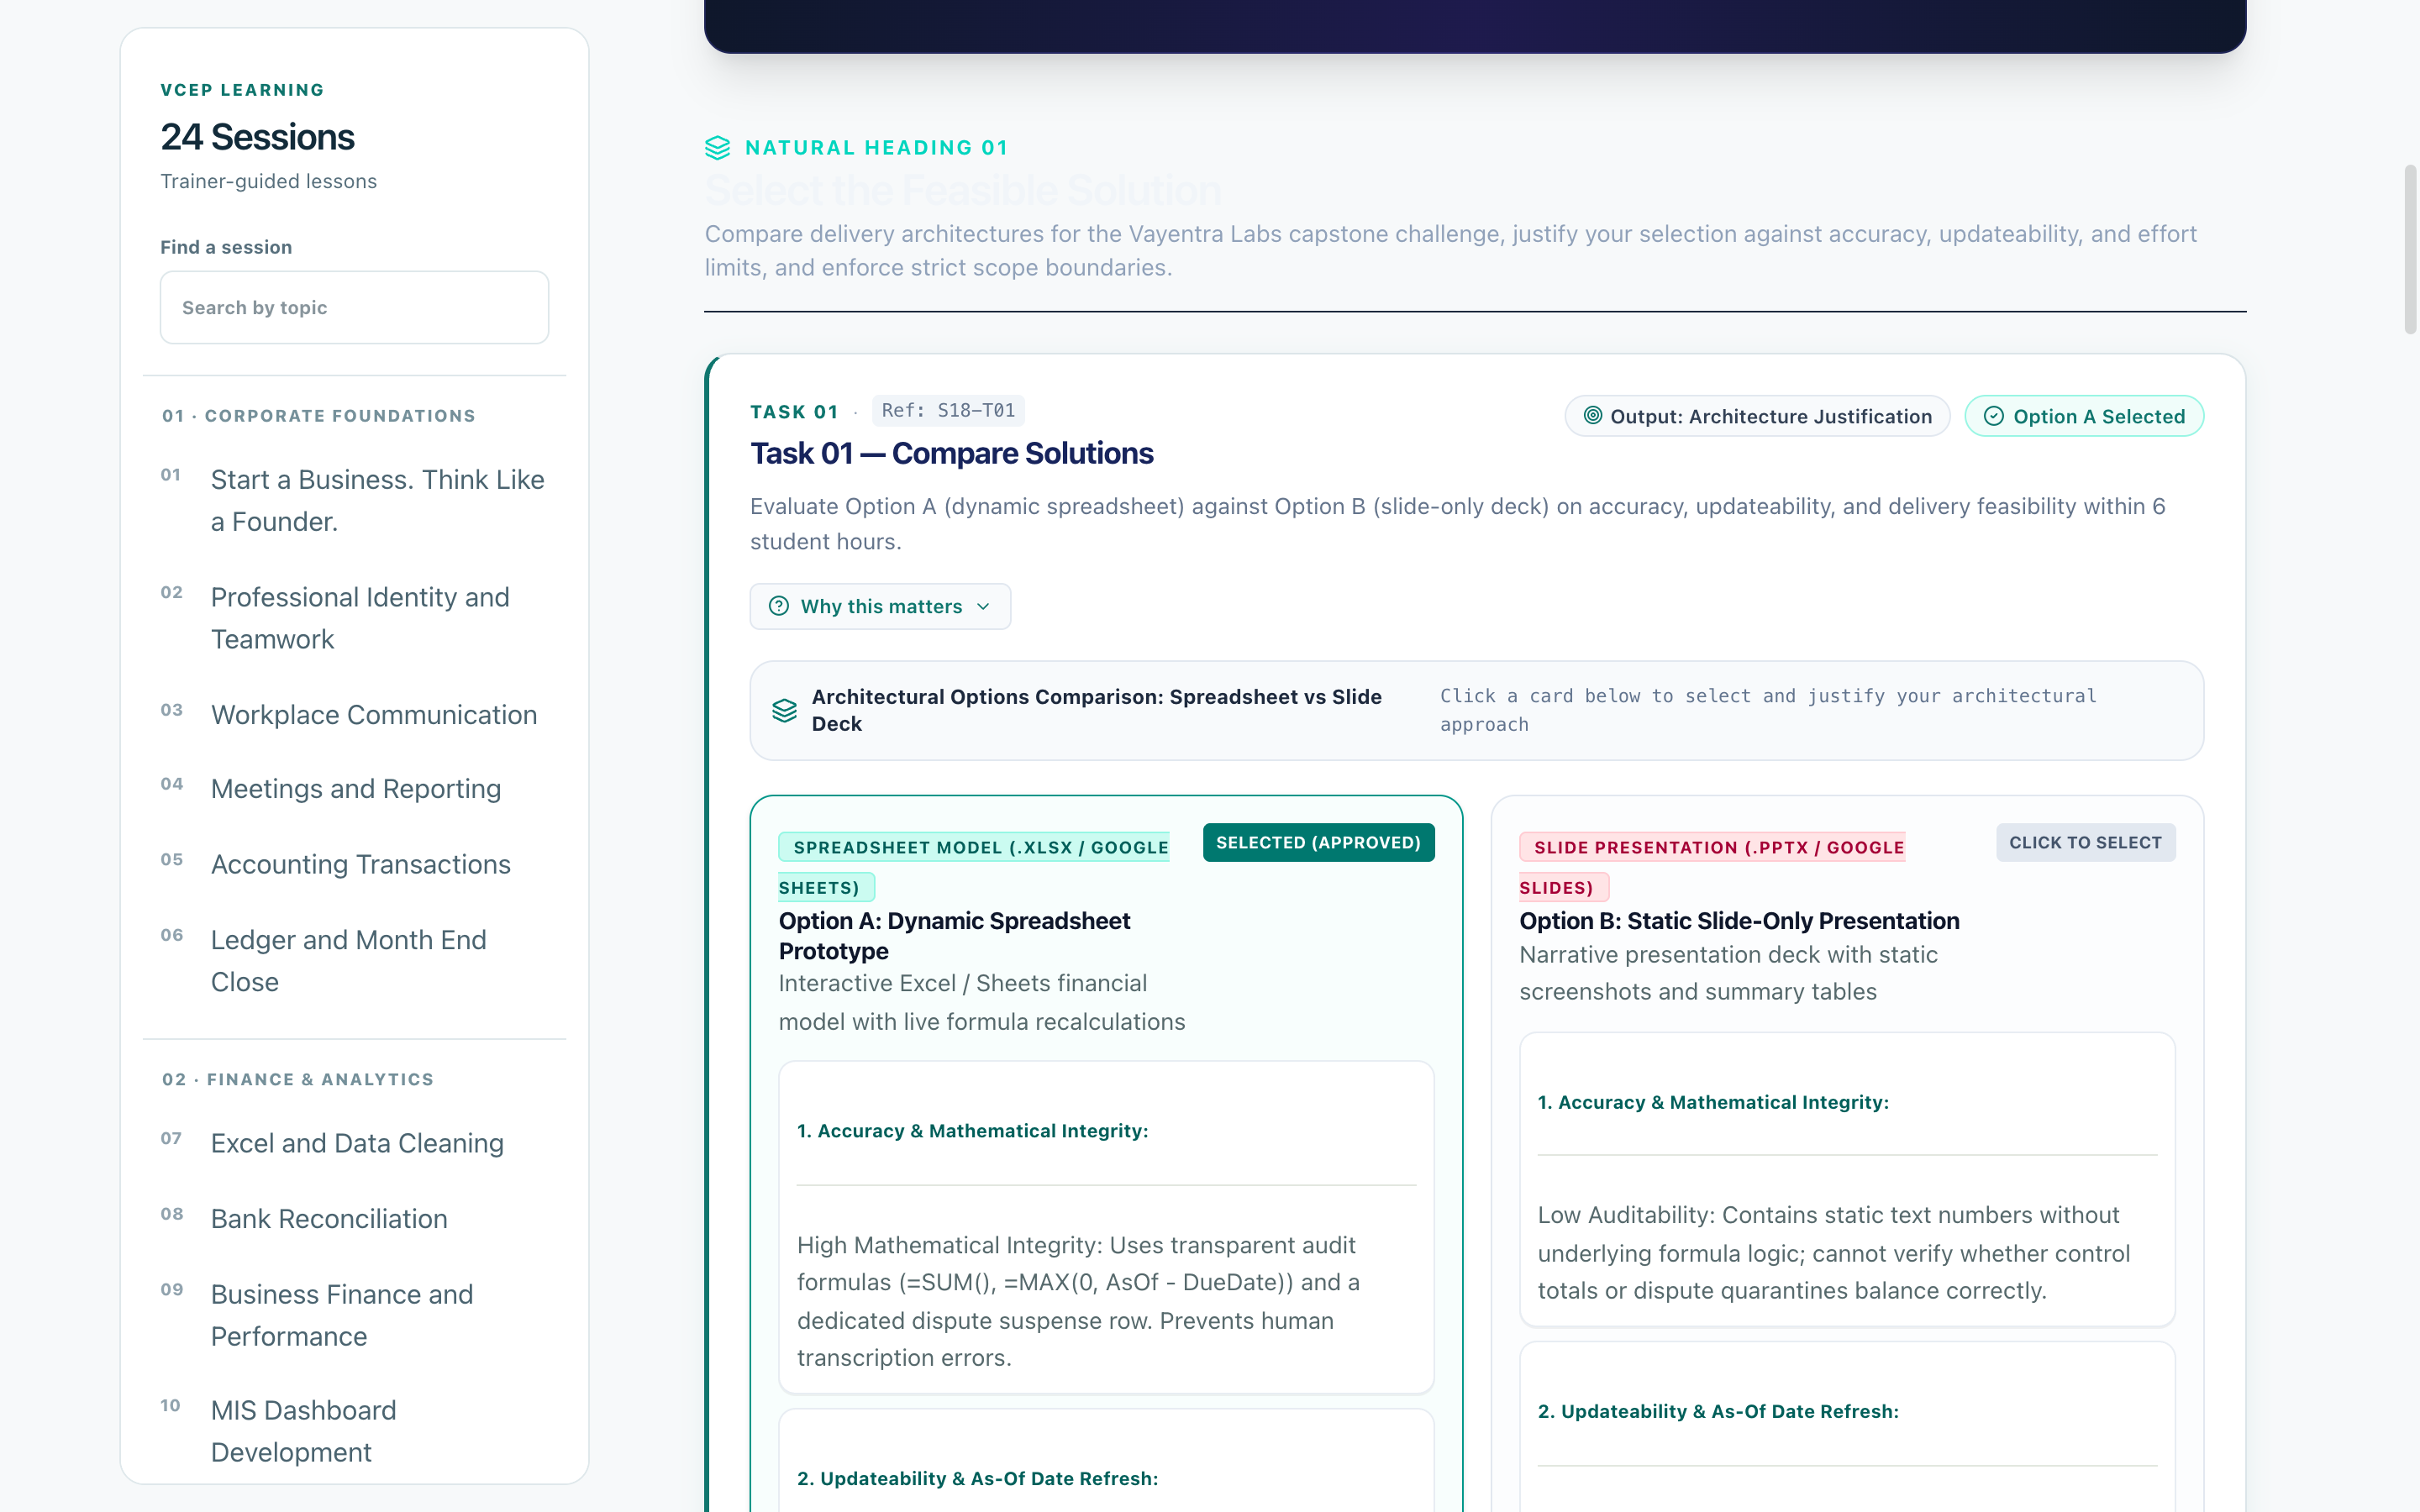 VCEP LEARNING
24 Sessions
Trainer-guided lessons
Find a session
Search by topic
01 · CORPORATE FOUNDATIONS
01 Start a Business. Think Like
a Founder.
02 Professional Identity and
Teamwork
03 Workplace Communication
04 Meetings and Reporting
05 Accounting Transactions
06 Ledger and Month End
Close
02 · FINANCE & ANALYTICS
07 Excel and Data Cleaning
08 Bank Reconciliation
09 Business Finance and
Performance
10 MIS Dashboard
Development
NATURAL HEADING 01
Select the Feasible Solution
Compare delivery architectures for the Vayentra Labs capstone challenge, justify your selection against accuracy, updateability, and effort
limits, and enforce strict scope boundaries.
TASK 01 · Ref: S18-T01
Output: Architecture Justification
Option A Selected
Task 01 — Compare Solutions
Evaluate Option A (dynamic spreadsheet) against Option B (slide-only deck) on accuracy, updateability, and delivery feasibility within 6
student hours.
Why this matters
Architectural Options Comparison: Spreadsheet vs Slide
Deck
Click a card below to select and justify your architectural
approach
SPREADSHEET MODEL (.XLSX / GOOGLE
SHEETS)
SELECTED (APPROVED)
Option A: Dynamic Spreadsheet
Prototype
Interactive Excel / Sheets financial
model with live formula recalculations
1. Accuracy & Mathematical Integrity:
High Mathematical Integrity: Uses transparent audit
formulas (=SUM(), =MAX(0, AsOf - DueDate)) and a
dedicated dispute suspense row. Prevents human
transcription errors.
2. Updateability & As-Of Date Refresh:
SLIDE PRESENTATION (.PPTX / GOOGLE
SLIDES)
CLICK TO SELECT
Option B: Static Slide-Only Presentation
Narrative presentation deck with static
screenshots and summary tables
1. Accuracy & Mathematical Integrity:
Low Auditability: Contains static text numbers without
underlying formula logic; cannot verify whether control
totals or dispute quarantines balance correctly.
2. Updateability & As-Of Date Refresh: